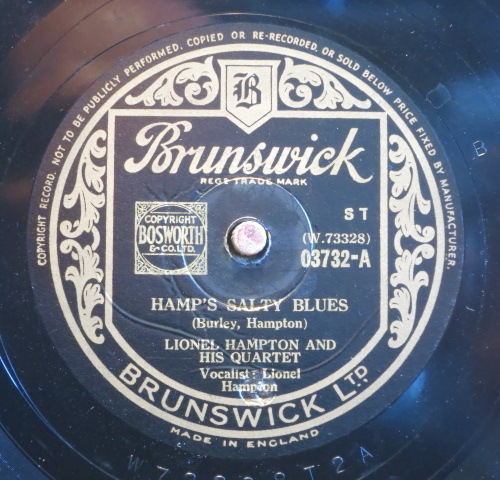 COPYRIGHT RECORD. NOT TO BE PUBLICLY PERFORMED, COPIED OR RE-RECORDED, OR SOLD BELOW PRICE FIXED BY MANUFACTURER.
B
Brunswick
REGD TRADE MARK
COPYRIGHT
BOSWORTH
& CO. LTD.
ST
(W.73328)
03732-A
HAMP'S SALTY BLUES
(Burley, Hampton)
LIONEL HAMPTON AND
HIS QUARTET
Vocalist: Lionel
Hampton
BRUNSWICK LTD
MADE IN ENGLAND